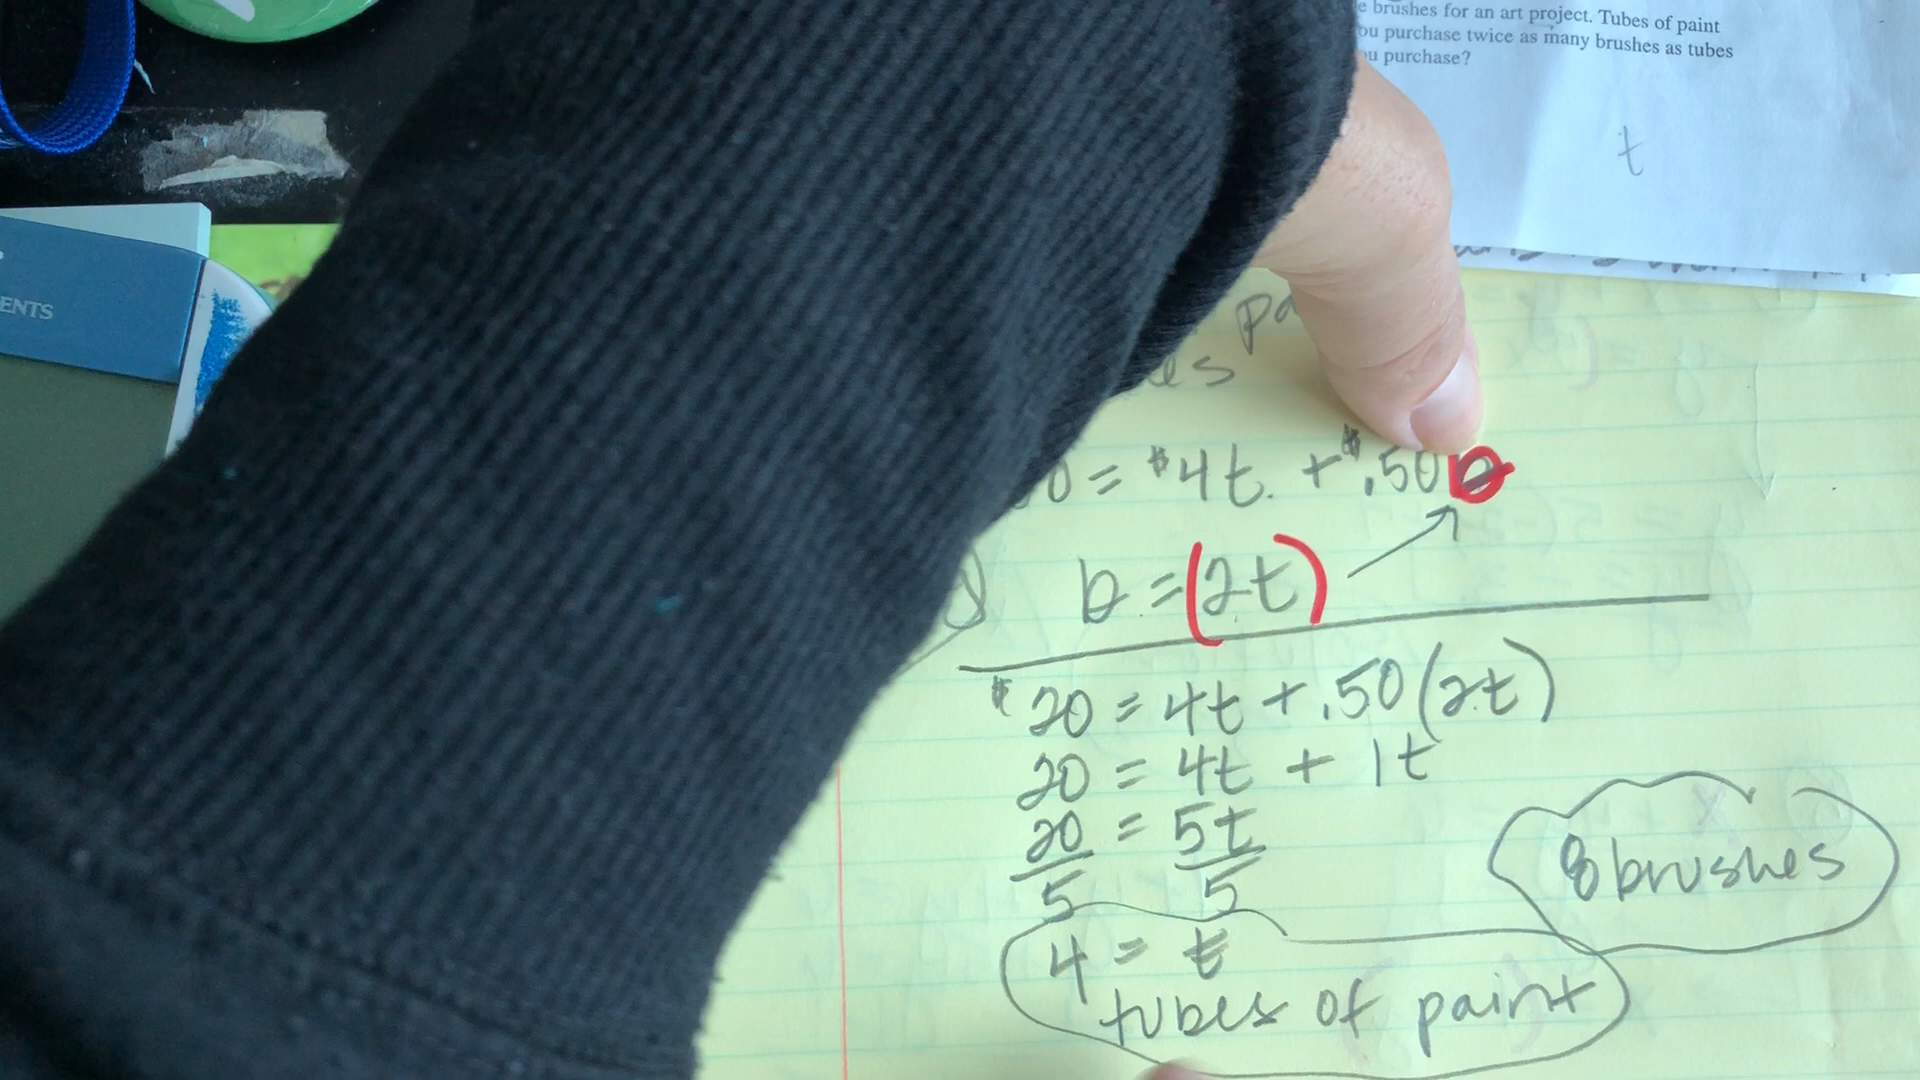 brushes for an art project. Tubes of paint
purchase twice as many brushes as tubes
purchase?
t
ENTS
0 = $4t. + $.50b
b = (2t)
$20 = 4t + .50(2t)
20 = 4t + 1t
20 = 5t
5 5
8 brushes
4 = t
tubes of paint